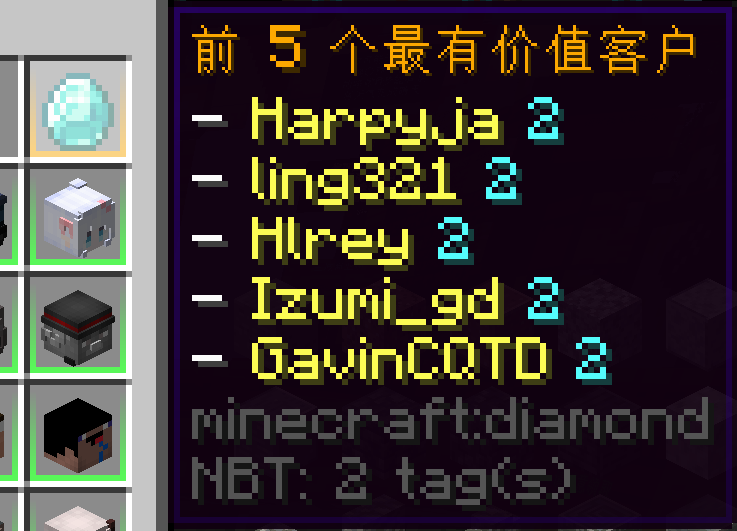 前 5 个最有价值客户
- Harpyja 2
- ling321 2
- Hlrey 2
- Izumi_gd 2
- GavinCQTD 2
minecraft:diamond
NBT: 2 tag(s)